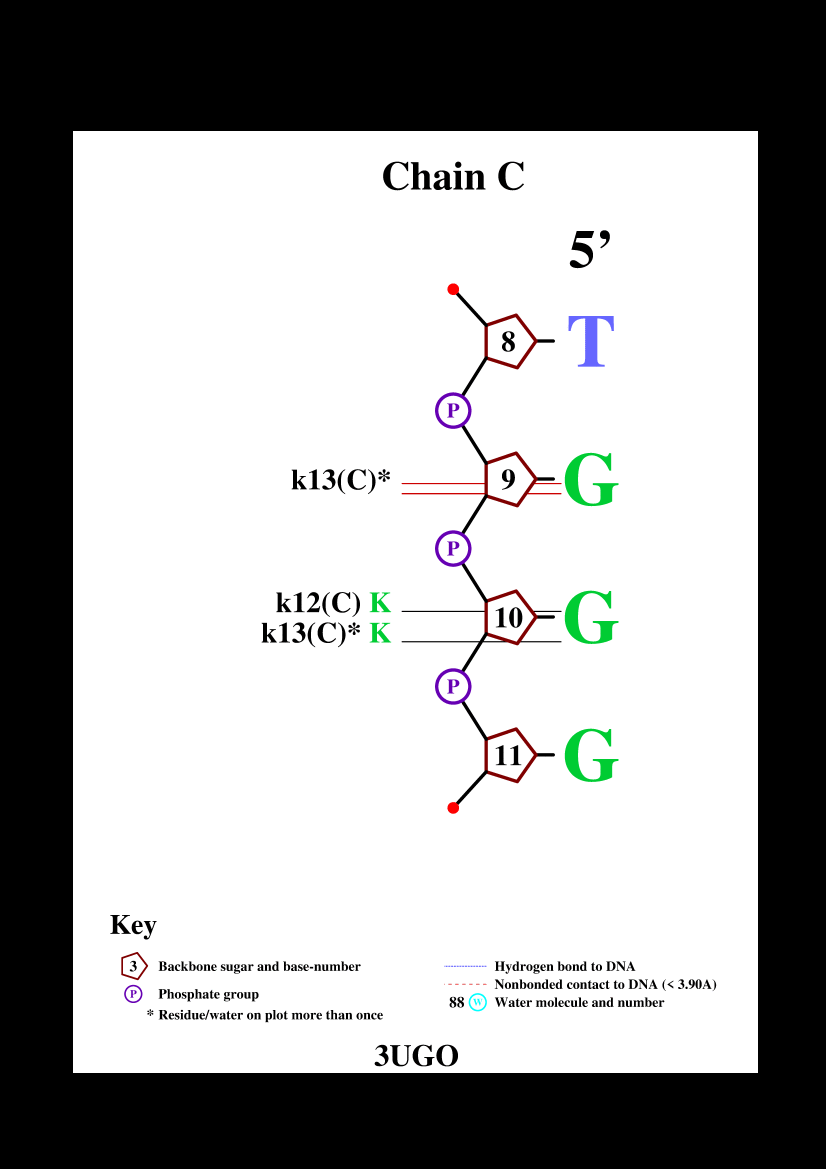 Chain C
5’
8 T
P
k13(C)* 9 G
P
k12(C) K 10 G
k13(C)* K
P
11 G
Key
3 Backbone sugar and base-number
P Phosphate group
* Residue/water on plot more than once
Hydrogen bond to DNA
Nonbonded contact to DNA (< 3.90A)
88 W Water molecule and number
3UGO